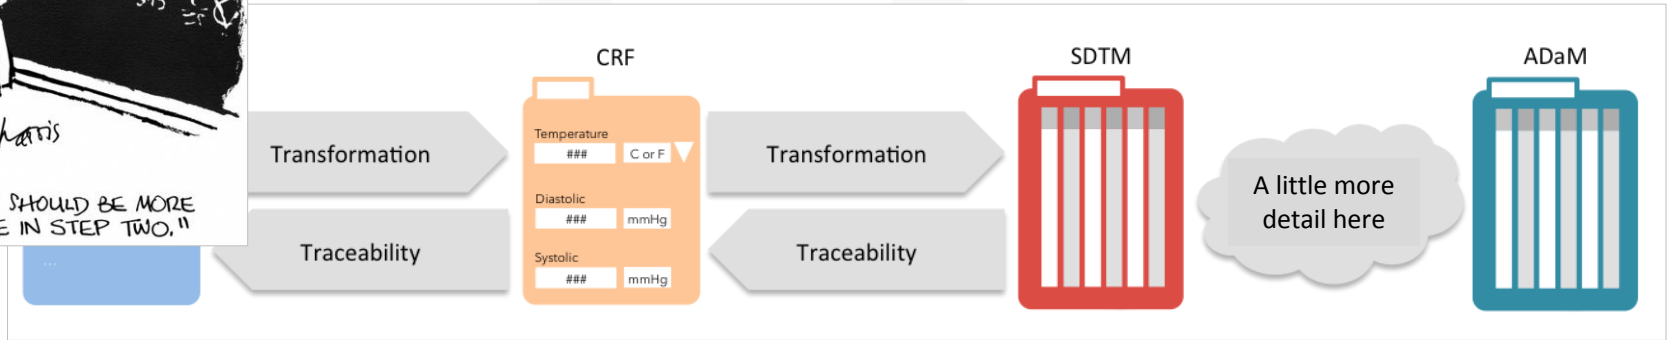 haris
SHOULD BE MORE
E IN STEP TWO."
...
Transformation
Traceability
CRF
Temperature
###
C or F
Diastolic
###
mmHg
Systolic
###
mmHg
Transformation
Traceability
SDTM
A little more
detail here
ADaM